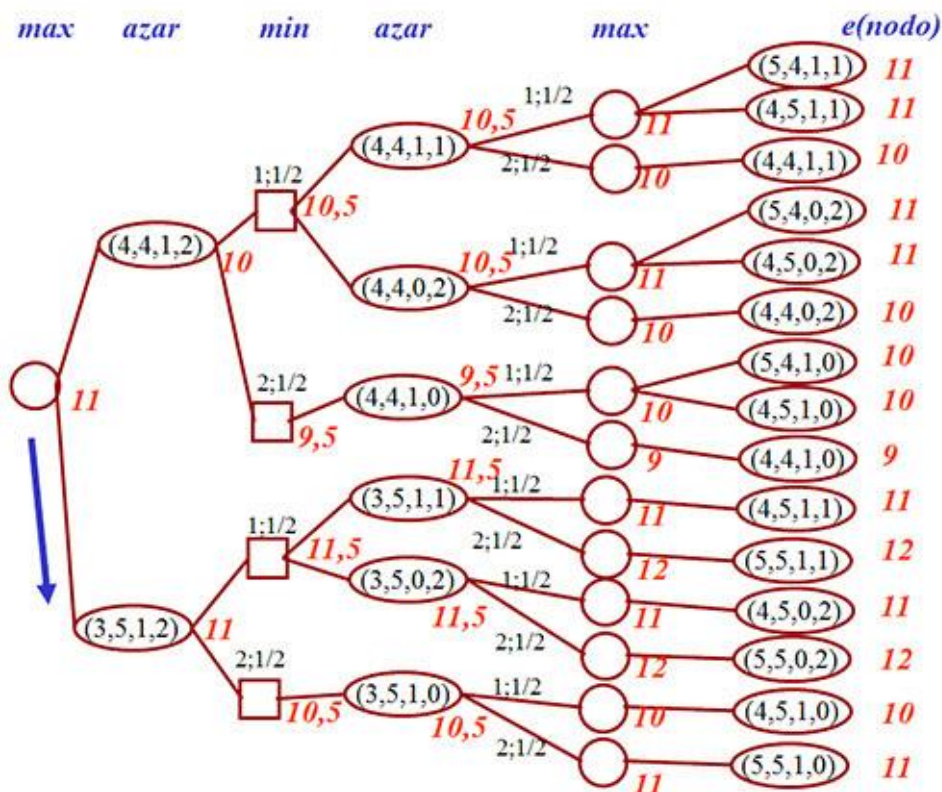 max azar min azar max e(nodo)
(5,4,1,1) 11
1;1/2
10,5 11 (4,5,1,1) 11
(4,4,1,1)
2;1/2 10 (4,4,1,1) 10
1;1/2
10,5
(5,4,0,2) 11
(4,4,1,2) 10
10,5 1;1/2 11 (4,5,0,2) 11
(4,4,0,2)
2;1/2 10 (4,4,0,2) 10
(5,4,1,0) 10
11
2;1/2 9,5 1;1/2
(4,4,1,0) 10 (4,5,1,0) 10
9,5
2;1/2 9 (4,4,1,0) 9
11,5
1;1/2
(3,5,1,1) 11 (4,5,1,1) 11
1;1/2
11,5 2;1/2 12 (5,5,1,1) 12
(3,5,0,2) 1;1/2
11,5 11 (4,5,0,2) 11
(3,5,1,2) 11
2;1/2 2;1/2 12 (5,5,0,2) 12
1;1/2
10,5 (3,5,1,0) 10 (4,5,1,0) 10
10,5
2;1/2 11 (5,5,1,0) 11